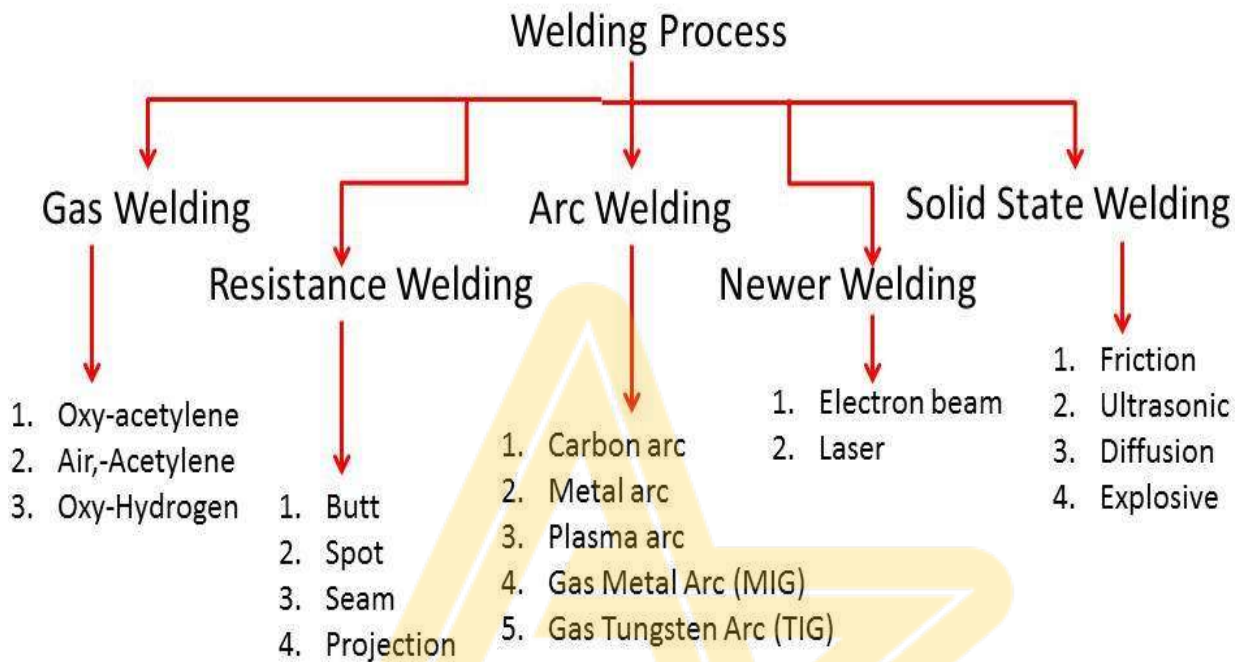 Welding Process
Gas Welding
Resistance Welding
Arc Welding
Newer Welding
Solid State Welding
1. Oxy-acetylene
2. Air,-Acetylene
3. Oxy-Hydrogen
1. Butt
2. Spot
3. Seam
4. Projection
1. Carbon arc
2. Metal arc
3. Plasma arc
4. Gas Metal Arc (MIG)
5. Gas Tungsten Arc (TIG)
1. Electron beam
2. Laser
1. Friction
2. Ultrasonic
3. Diffusion
4. Explosive